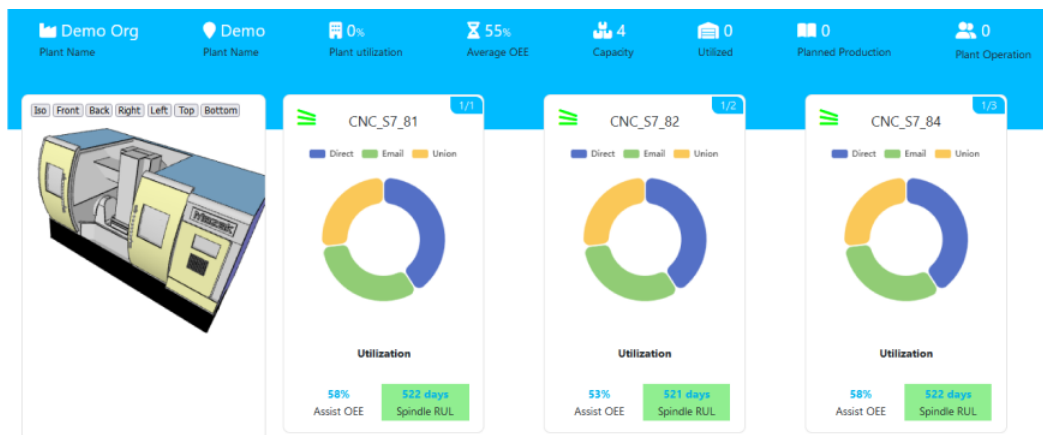 Demo Org
Plant Name
Demo
Plant Name
0%
Plant utilization
55%
Average OEE
4
Capacity
0
Utilized
0
Planned Production
0
Plant Operation
Iso Front Back Right Left Top Bottom
Mazak
1/1
CNC_S7_81
Direct Email Union
Utilization
58%
Assist OEE
522 days
Spindle RUL
1/2
CNC_S7_82
Direct Email Union
Utilization
53%
Assist OEE
521 days
Spindle RUL
1/3
CNC_S7_84
Direct Email Union
Utilization
58%
Assist OEE
522 days
Spindle RUL